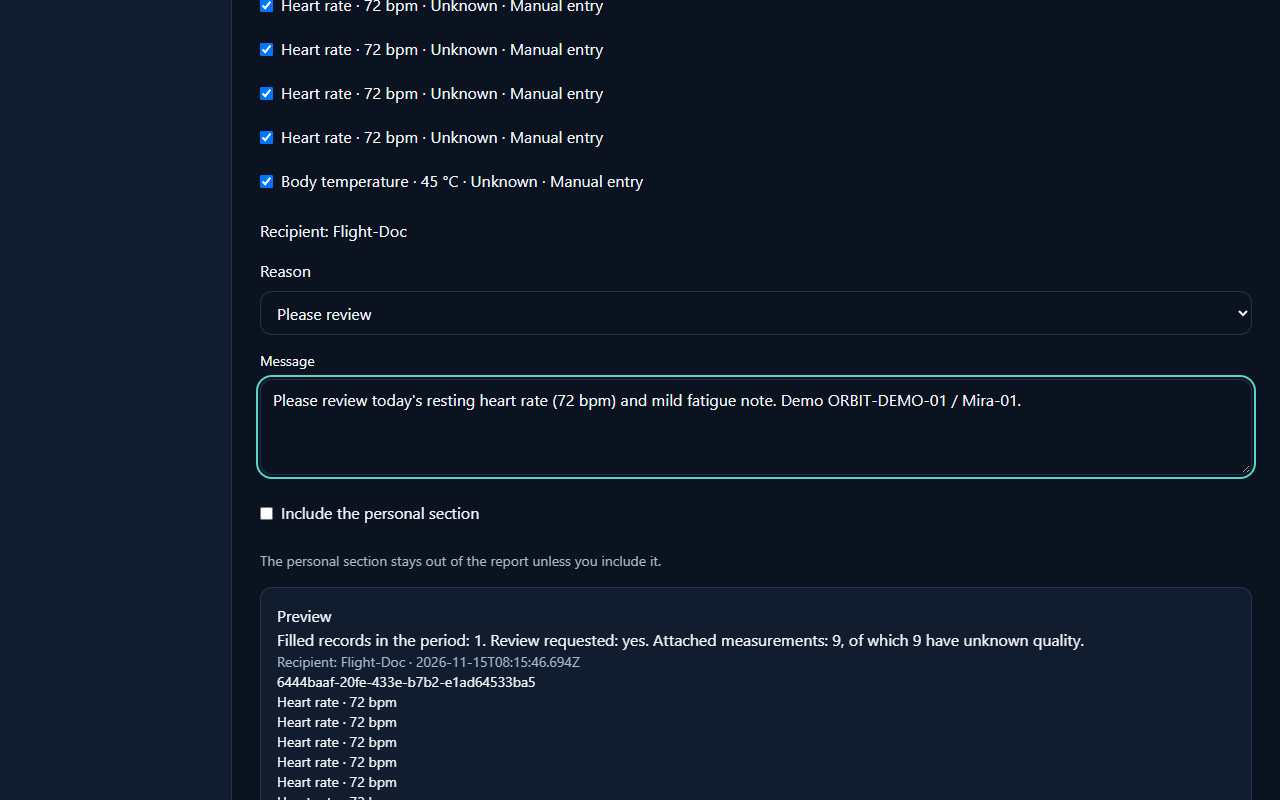 Heart rate · 72 bpm · Unknown · Manual entry
Heart rate · 72 bpm · Unknown · Manual entry
Heart rate · 72 bpm · Unknown · Manual entry
Heart rate · 72 bpm · Unknown · Manual entry
Body temperature · 45 °C · Unknown · Manual entry
Recipient: Flight-Doc
Reason
Please review
Message
Please review today's resting heart rate (72 bpm) and mild fatigue note. Demo ORBIT-DEMO-01 / Mira-01.
Include the personal section
The personal section stays out of the report unless you include it.
Preview
Filled records in the period: 1. Review requested: yes. Attached measurements: 9, of which 9 have unknown quality.
Recipient: Flight-Doc · 2026-11-15T08:15:46.694Z
6444baaf-20fe-433e-b7b2-e1ad64533ba5
Heart rate · 72 bpm
Heart rate · 72 bpm
Heart rate · 72 bpm
Heart rate · 72 bpm
Heart rate · 72 bpm